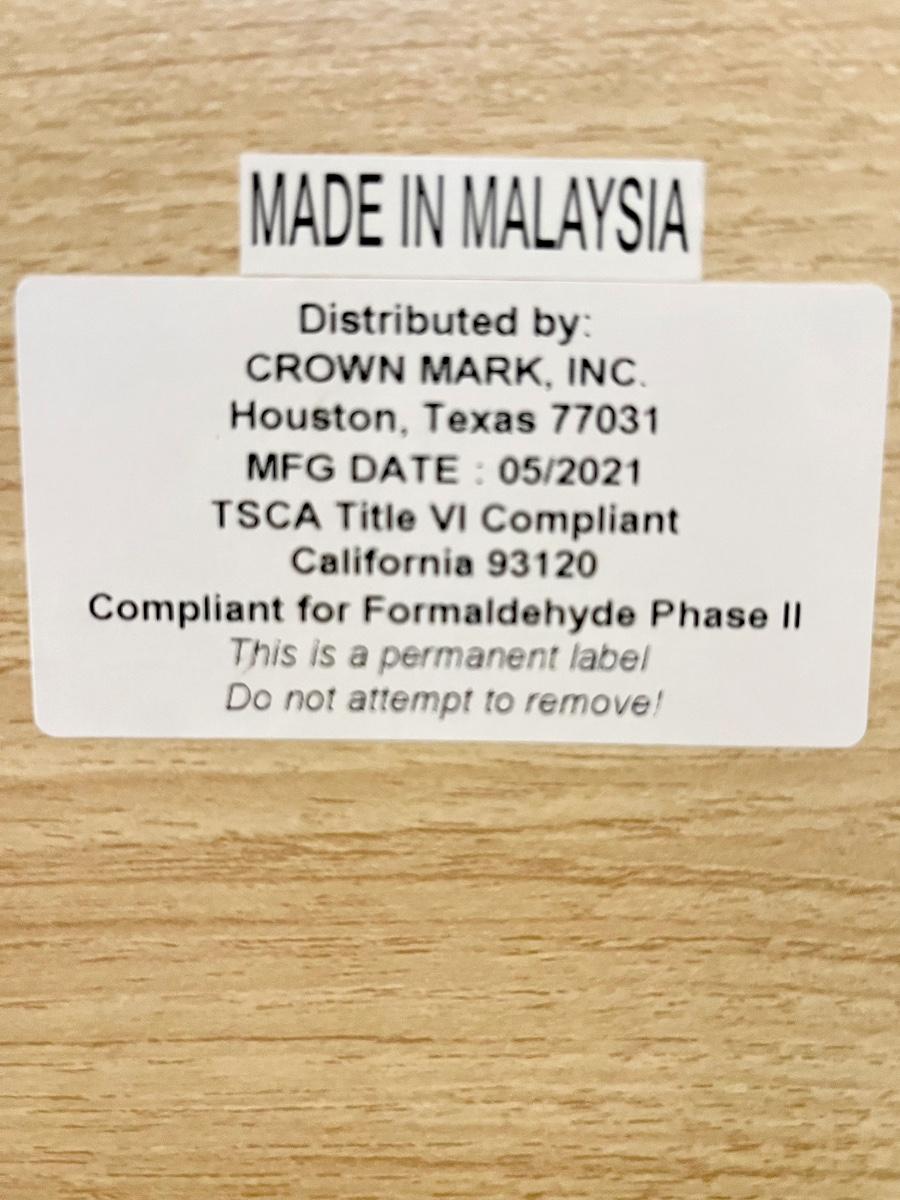 MADE IN MALAYSIA
Distributed by:
CROWN MARK, INC.
Houston, Texas 77031
MFG DATE : 05/2021
TSCA Title VI Compliant
California 93120
Compliant for Formaldehyde Phase II
This is a permanent label
Do not attempt to remove!